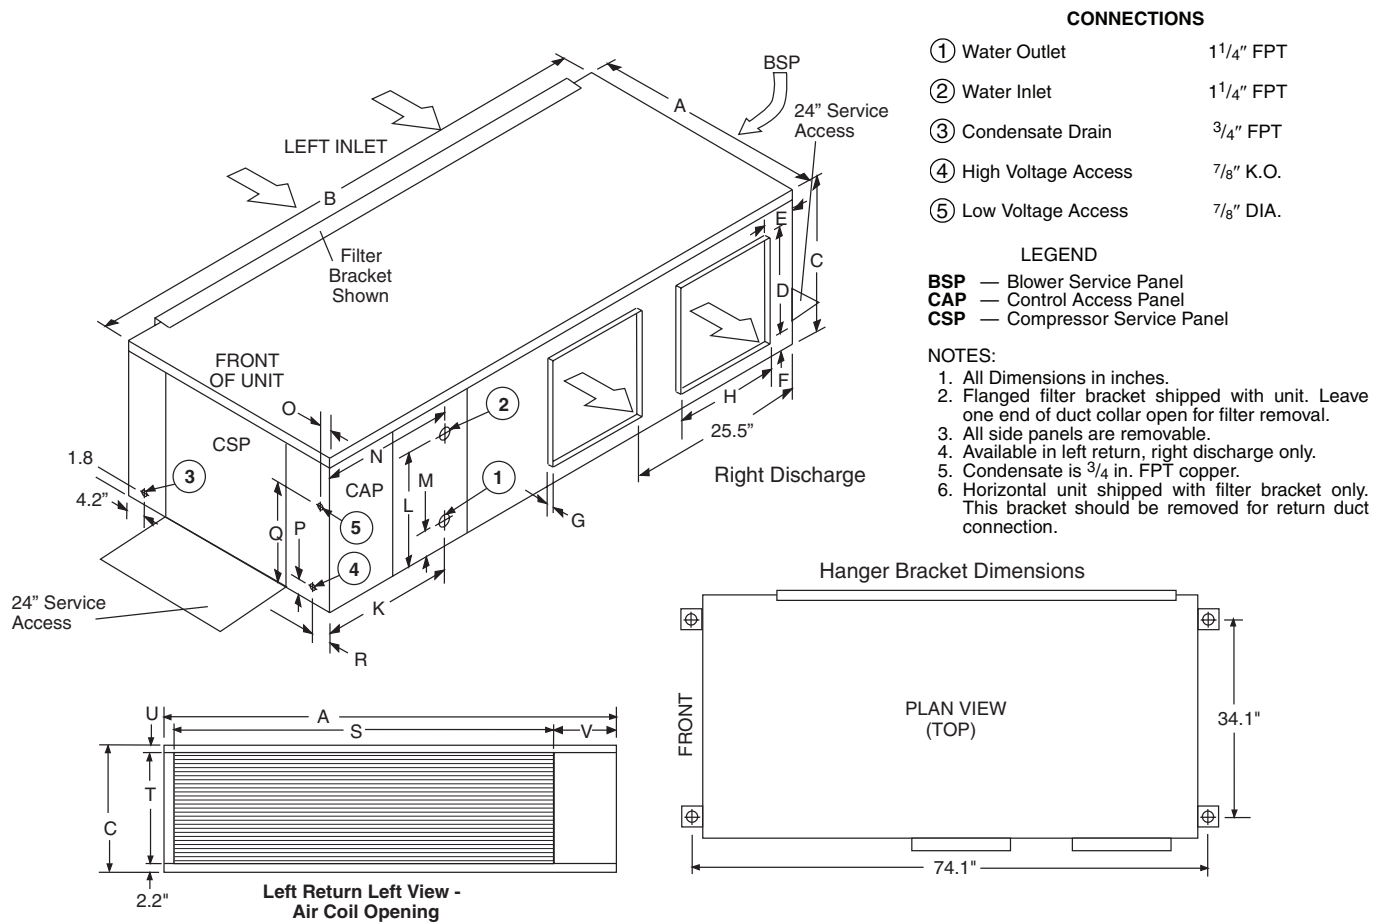 CONNECTIONS
① Water Outlet 1 1/4″ FPT
② Water Inlet 1 1/4″ FPT
③ Condensate Drain 3/4″ FPT
④ High Voltage Access 7/8″ K.O.
⑤ Low Voltage Access 7/8″ DIA.
LEGEND
BSP — Blower Service Panel
CAP — Control Access Panel
CSP — Compressor Service Panel
NOTES:
1. All Dimensions in inches.
2. Flanged filter bracket shipped with unit. Leave
one end of duct collar open for filter removal.
3. All side panels are removable.
4. Available in left return, right discharge only.
5. Condensate is 3/4 in. FPT copper.
6. Horizontal unit shipped with filter bracket only.
This bracket should be removed for return duct
connection.
BSP
A
24” Service
Access
LEFT INLET
B
Filter
Bracket
Shown
E
C
D
F
H
25.5”
FRONT
OF UNIT
O
②
CSP
N
Right Discharge
1.8
③
CAP
M
①
4.2”
L
G
Q
P
⑤
④
K
24” Service
Access
R
Hanger Bracket Dimensions
FRONT
PLAN VIEW
(TOP)
34.1"
74.1"
U
A
S
V
T
C
2.2"
Left Return Left View -
Air Coil Opening